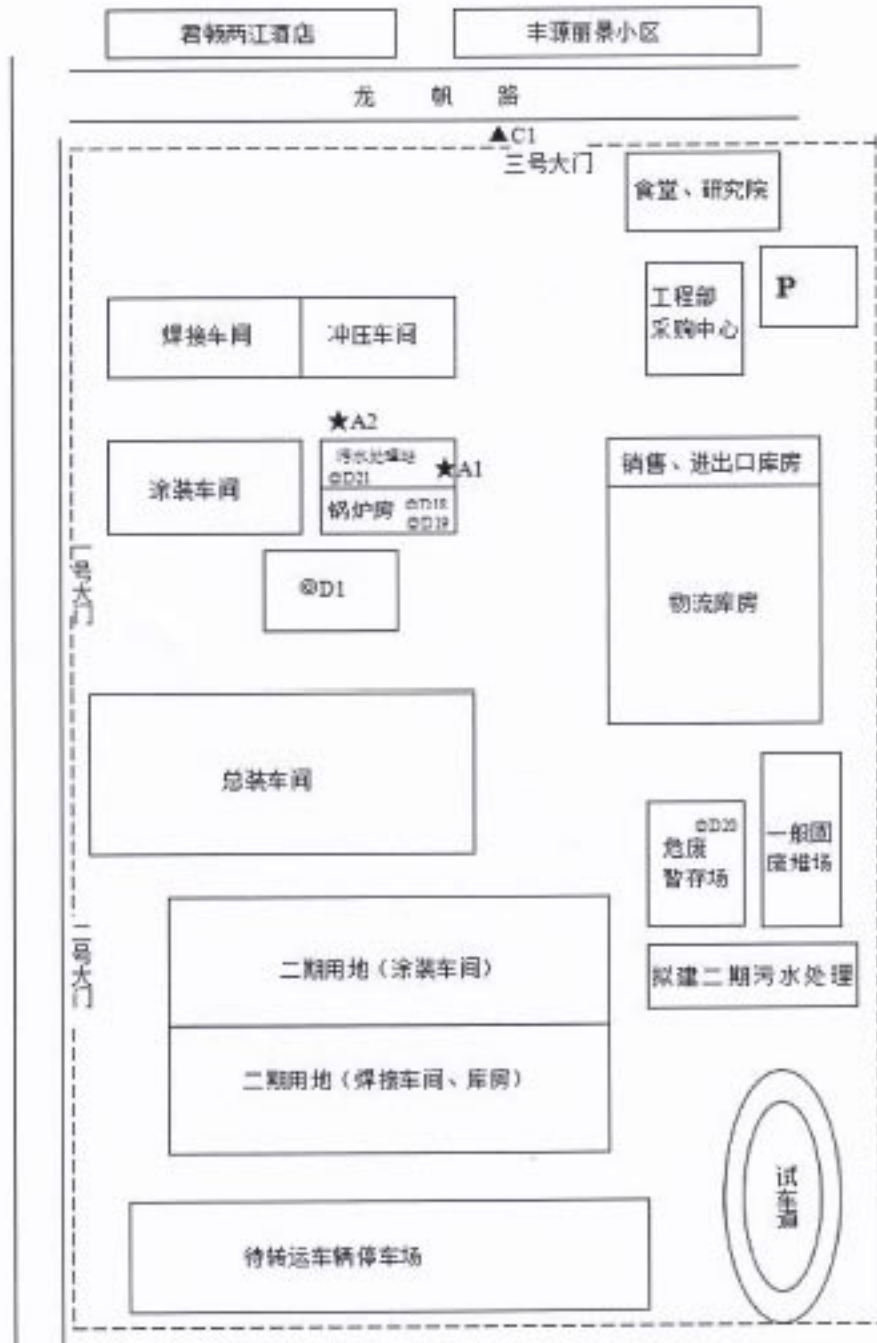 君畅两江酒店
丰源丽景小区
龙 帆 路
▲C1
三号大门
食堂、研究院
工程部
采购中心
P
焊接车间
冲压车间
★A2
污水处理站
◎D21
★A1
涂装车间
锅炉房
◎D18
◎D19
销售、进出口库房
一号大门
◎D1
物流库房
总装车间
◎D20
危废
暂存场
一般固
废堆场
二号大门
二期用地（涂装车间）
拟建二期污水处理
二期用地（焊接车间、库房）
试车道
待转运车辆停车场